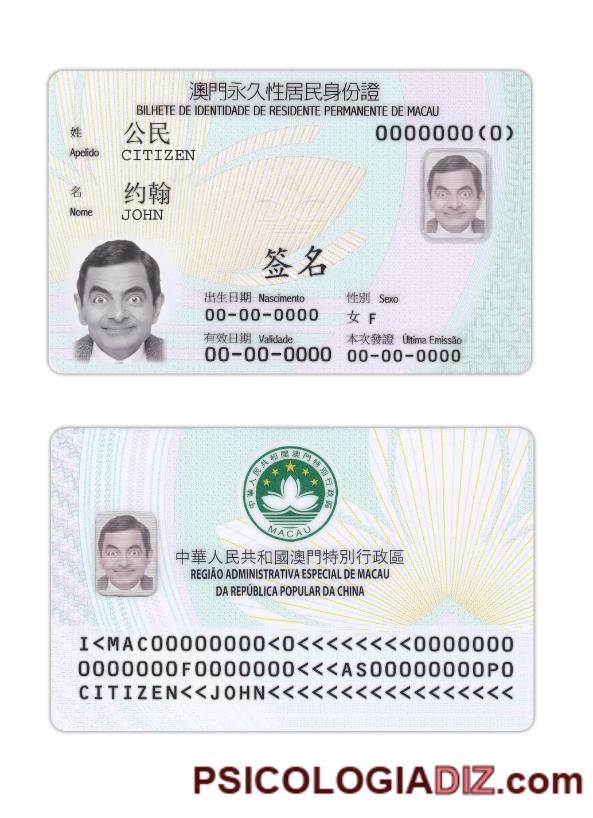 澳門永久性居民身份證
BILHETE DE IDENTIDADE DE RESIDENTE PERMANENTE DE MACAU
0000000(0)
姓 公民
Apelido CITIZEN
名 约翰
Nome JOHN
签名
出生日期 Nascimento 性別 Sexo
00-00-0000 女 F
有效日期 Validade 本次發證 Última Emissão
00-00-0000 00-00-0000
中華人民共和國澳門特別行政區
MACAU
中華人民共和國澳門特別行政區
REGIÃO ADMINISTRATIVA ESPECIAL DE MACAU
DA REPÚBLICA POPULAR DA CHINA
I<MAC00000000<0<<<<<<<<0000000
0000000F0000000<<<AS00000000P0
CITIZEN<<JOHN<<<<<<<<<<<<<<<<<
PSICOLOGIADIZ.com